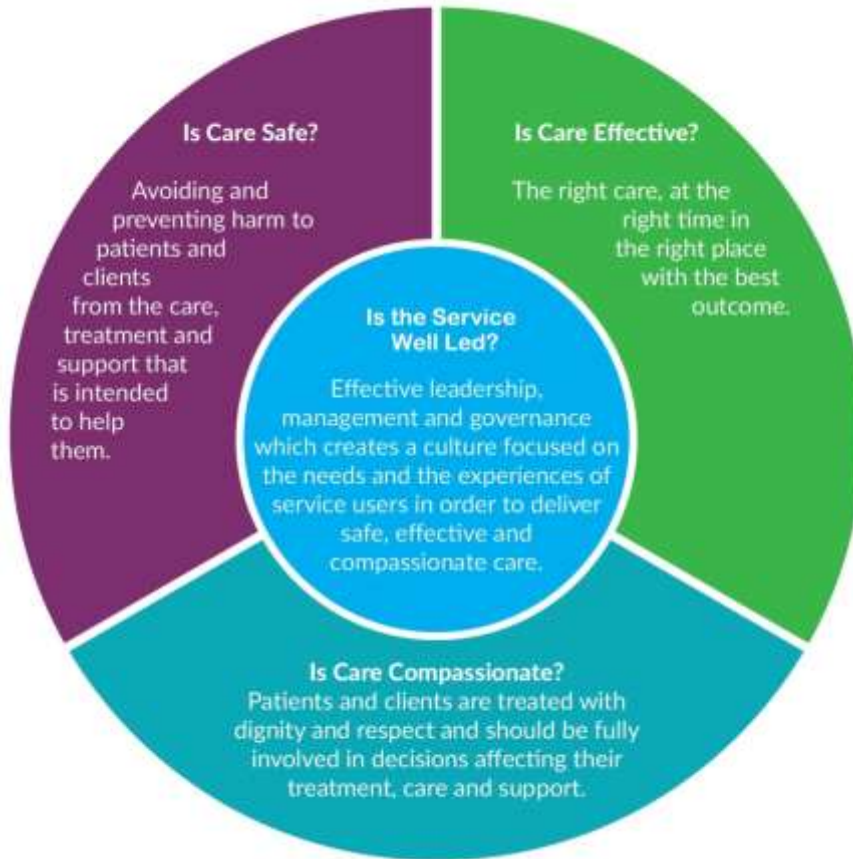 Is Care Safe?
Avoiding and
preventing harm to
patients and
clients
from the care,
treatment and
support that
is intended
to help
them.
Is Care Effective?
The right care, at the
right time in
the right place
with the best
outcome.
Is the Service
Well Led?
Effective leadership,
management and governance
which creates a culture focused on
the needs and the experiences of
service users in order to deliver
safe, effective and
compassionate care.
Is Care Compassionate?
Patients and clients are treated with
dignity and respect and should be fully
involved in decisions affecting their
treatment, care and support.